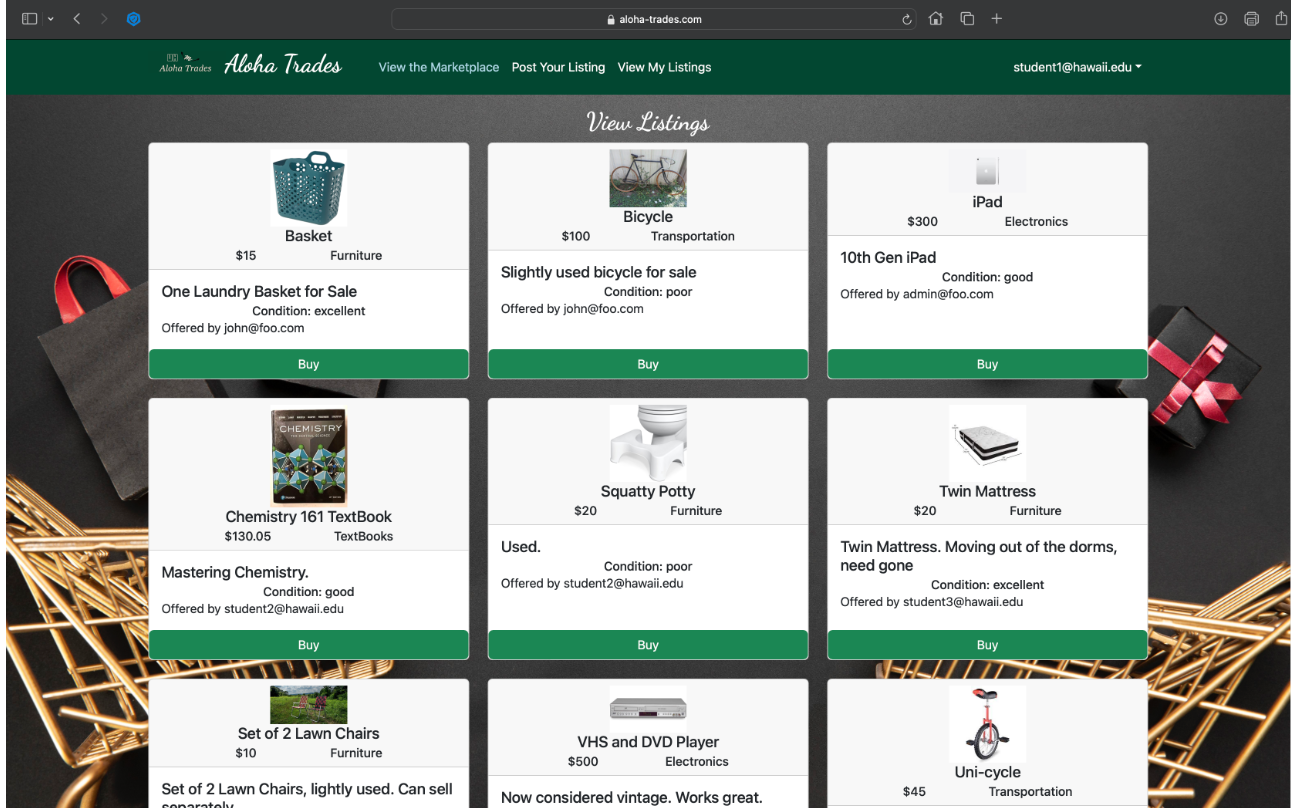 aloha-trades.com
Aloha Trades
Aloha Trades View the Marketplace Post Your Listing View My Listings student1@hawaii.edu
View Listings
Basket
$15 Furniture
One Laundry Basket for Sale
Condition: excellent
Offered by john@foo.com
Buy
Bicycle
$100 Transportation
Slightly used bicycle for sale
Condition: poor
Offered by john@foo.com
Buy
iPad
$300 Electronics
10th Gen iPad
Condition: good
Offered by admin@foo.com
Buy
CHEMISTRY
Chemistry 161 TextBook
$130.05 TextBooks
Mastering Chemistry.
Condition: good
Offered by student2@hawaii.edu
Buy
Squatty Potty
$20 Furniture
Used.
Condition: poor
Offered by student2@hawaii.edu
Buy
Twin Mattress
$20 Furniture
Twin Mattress. Moving out of the dorms,
need gone
Condition: excellent
Offered by student3@hawaii.edu
Buy
Set of 2 Lawn Chairs
$10 Furniture
Set of 2 Lawn Chairs, lightly used. Can sell
separately
VHS and DVD Player
$500 Electronics
Now considered vintage. Works great.
Uni-cycle
$45 Transportation